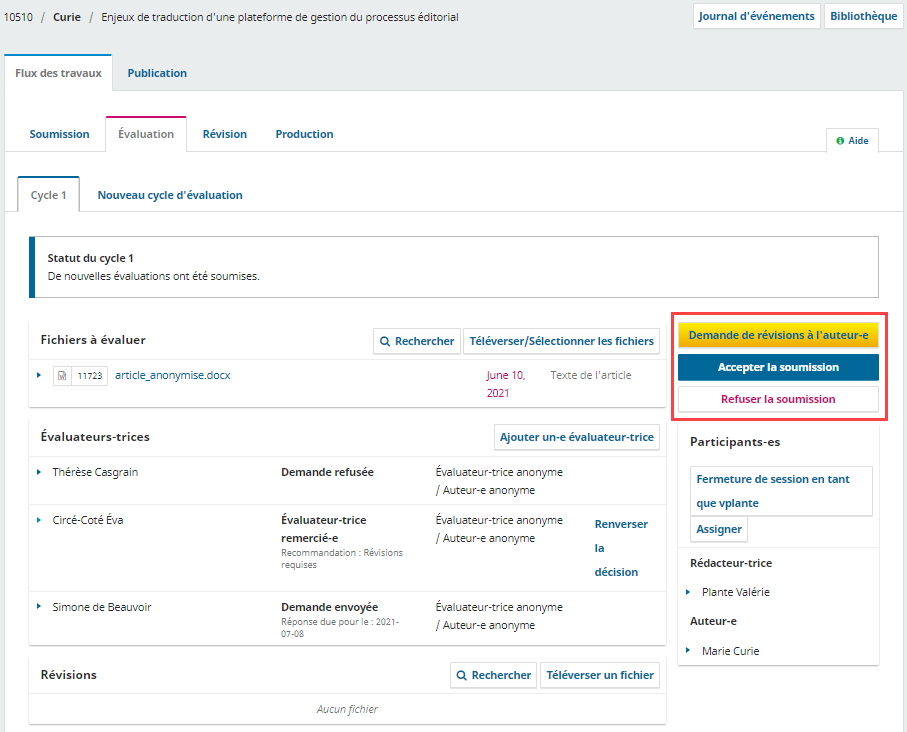 10510 / Curie / Enjeux de traduction d'une plateforme de gestion du processus éditorial
Journal d'événements
Bibliothèque
Flux des travaux
Publication
Soumission
Évaluation
Révision
Production
Aide
Cycle 1
Nouveau cycle d'évaluation
Statut du cycle 1
De nouvelles évaluations ont été soumises.
Fichiers à évaluer
Rechercher
Téléverser/Sélectionner les fichiers
11723 article_anonymise.docx
June 10,
2021
Texte de l'article
Demande de révisions à l'auteur-e
Accepter la soumission
Refuser la soumission
Évaluateurs-trices
Ajouter un-e évaluateur-trice
Thérèse Casgrain
Demande refusée
Évaluateur-trice anonyme
/ Auteur-e anonyme
Circé-Coté Éva
Évaluateur-trice
remercié-e
Recommandation : Révisions
requises
Évaluateur-trice anonyme
/ Auteur-e anonyme
Renverser
la
décision
Simone de Beauvoir
Demande envoyée
Réponse due pour le : 2021-
07-08
Évaluateur-trice anonyme
/ Auteur-e anonyme
Participants-es
Fermeture de session en tant
que vplante
Assigner
Rédacteur-trice
Plante Valérie
Auteur-e
Marie Curie
Révisions
Rechercher
Téléverser un fichier
Aucun fichier